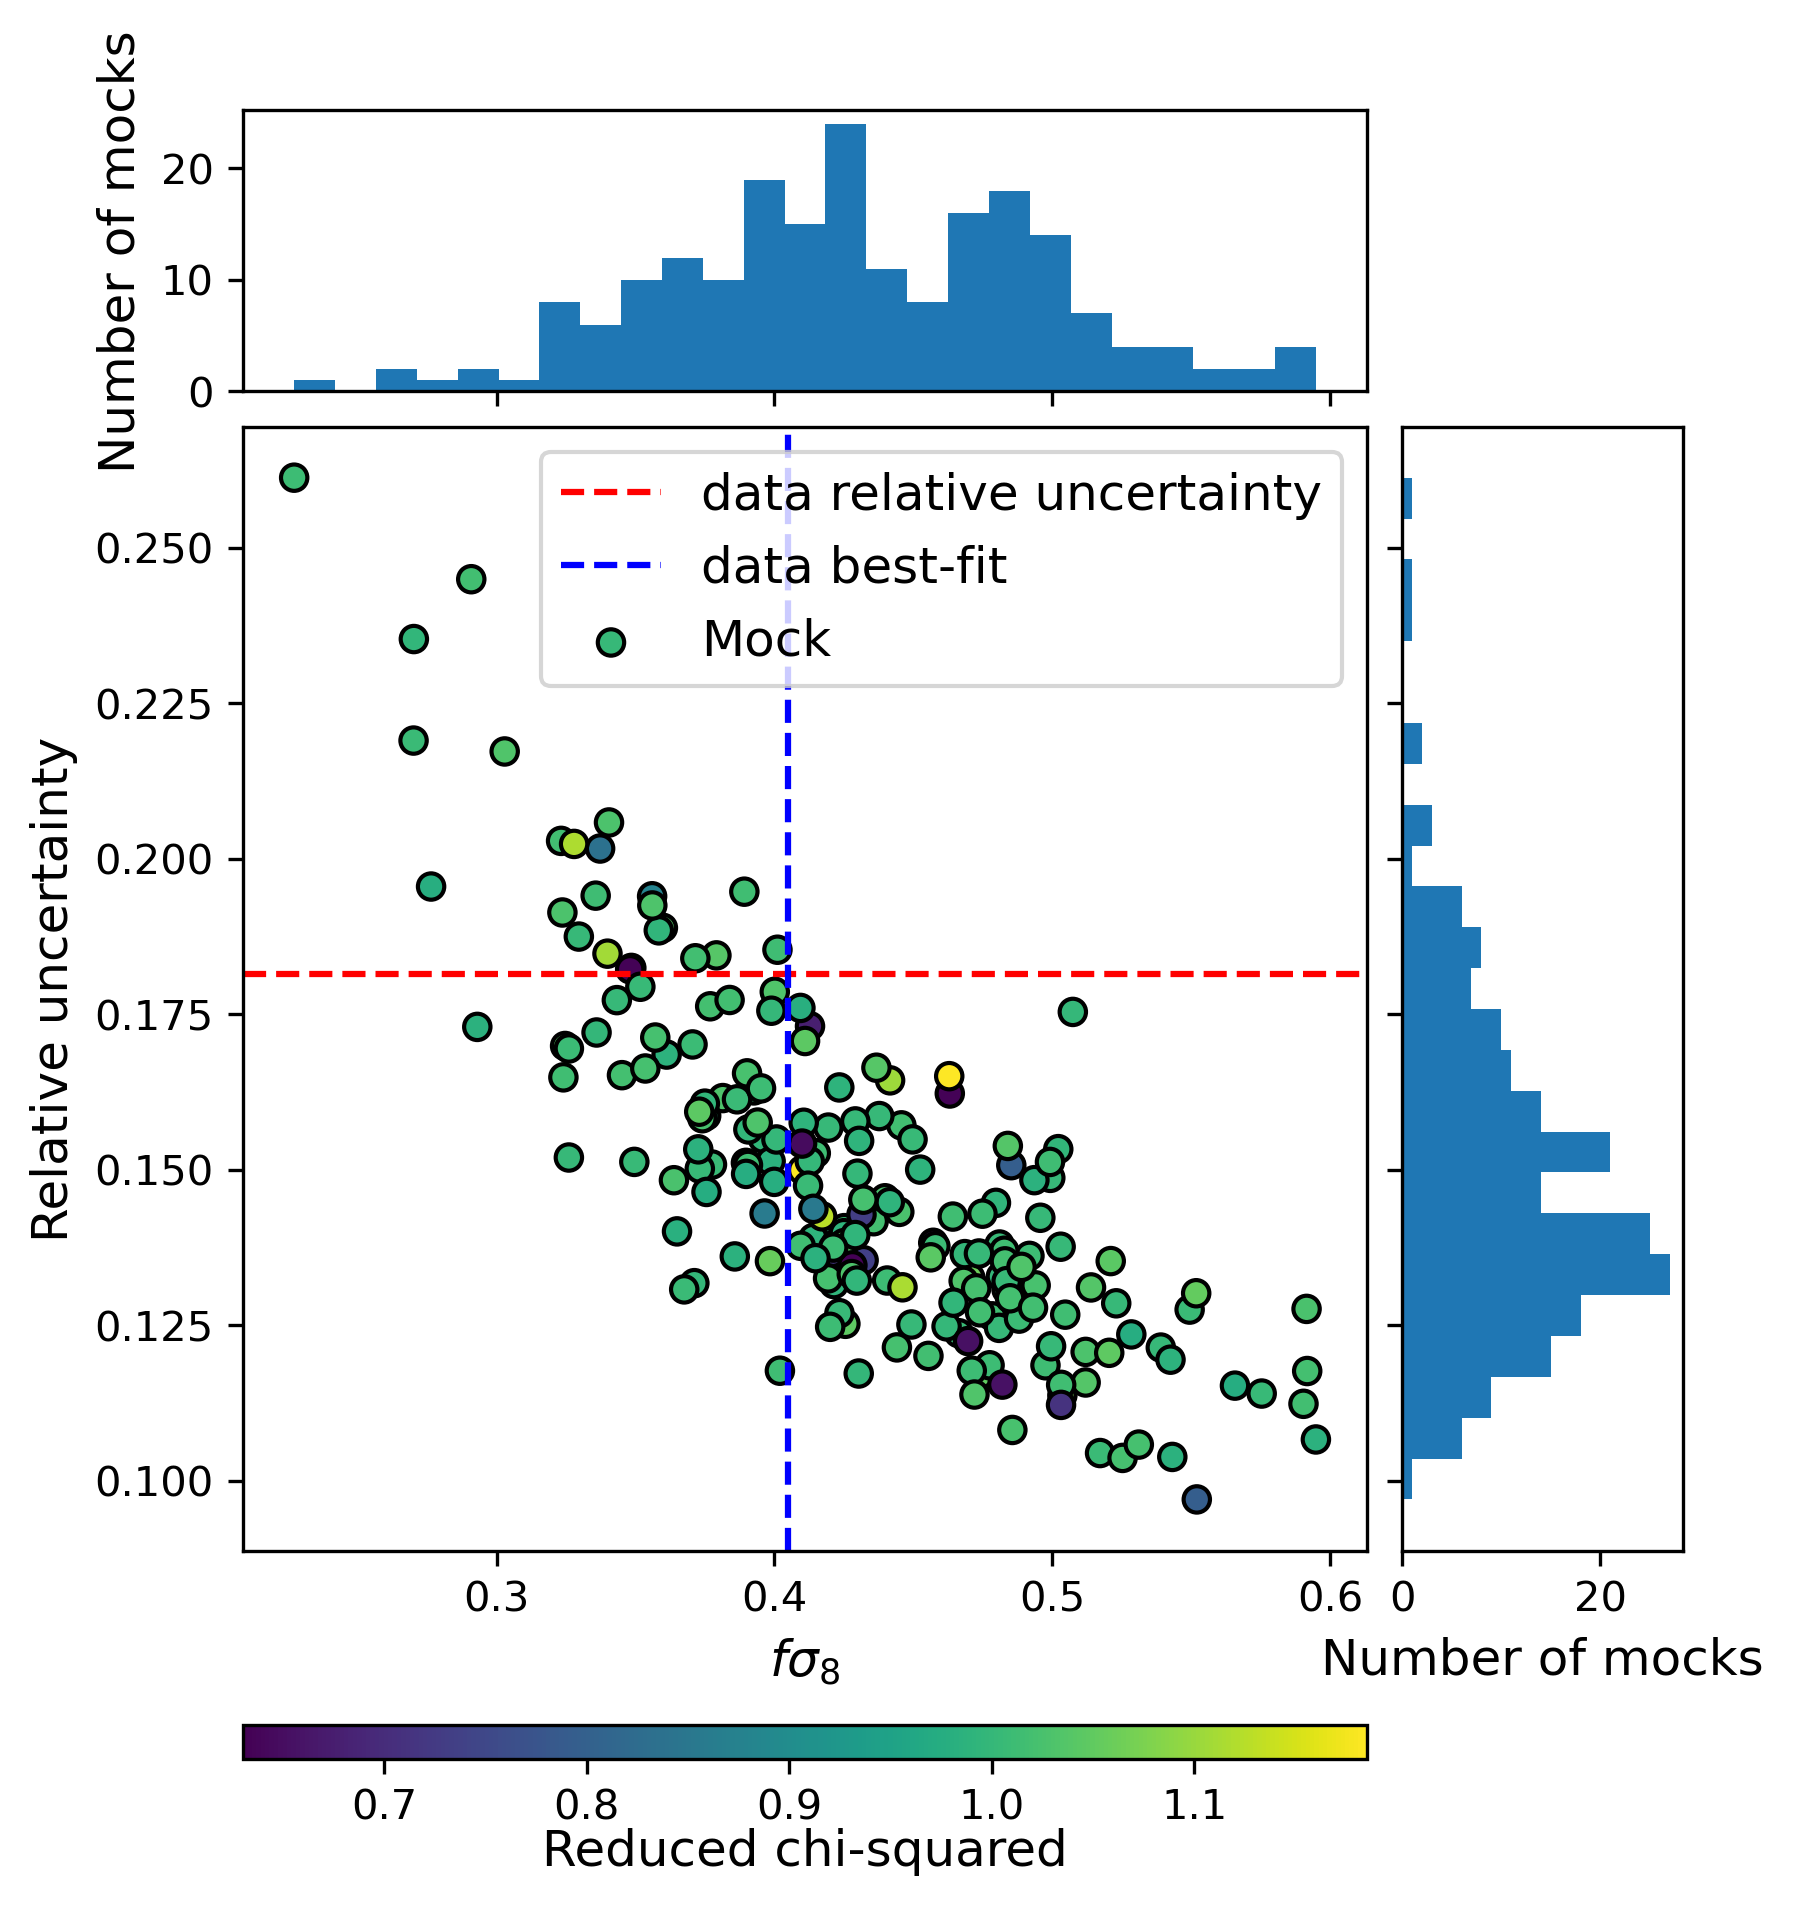 Number of mocks
20
10
0
data relative uncertainty
data best-fit
Mock
Relative uncertainty
0.250
0.225
0.200
0.175
0.150
0.125
0.100
0.3 0.4 0.5 0.6
fσ8
0 20
Number of mocks
0.7 0.8 0.9 1.0 1.1
Reduced chi-squared